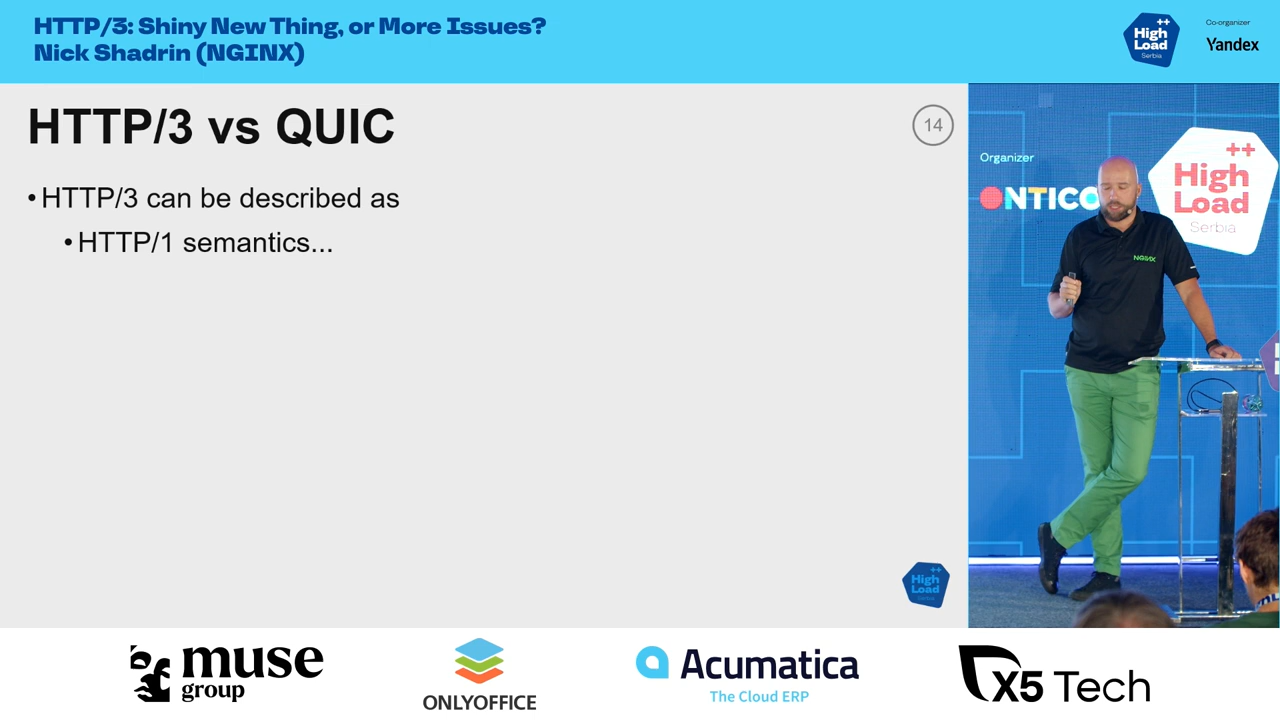 HTTP/3: Shiny New Thing, or More Issues?
Nick Shadrin (NGINX)
++
High
Load
Serbia
Co-organizer
Yandex
HTTP/3 vs QUIC
14
• HTTP/3 can be described as
• HTTP/1 semantics...
Organizer
ONTICO
++
High
Load
Serbia
NGINX
++
High
Load
Serbia
muse
group
ONLYOFFICE
Acumatica
The Cloud ERP
X5 Tech